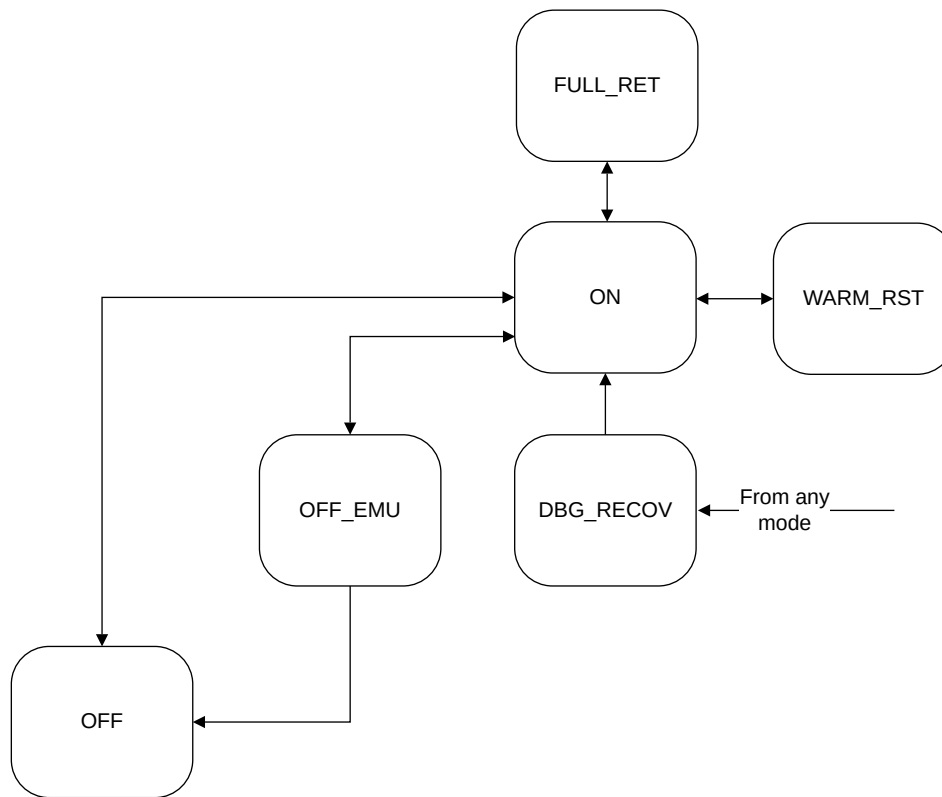 FULL_RET
ON
WARM_RST
OFF_EMU
DBG_RECOV
From any
mode
OFF